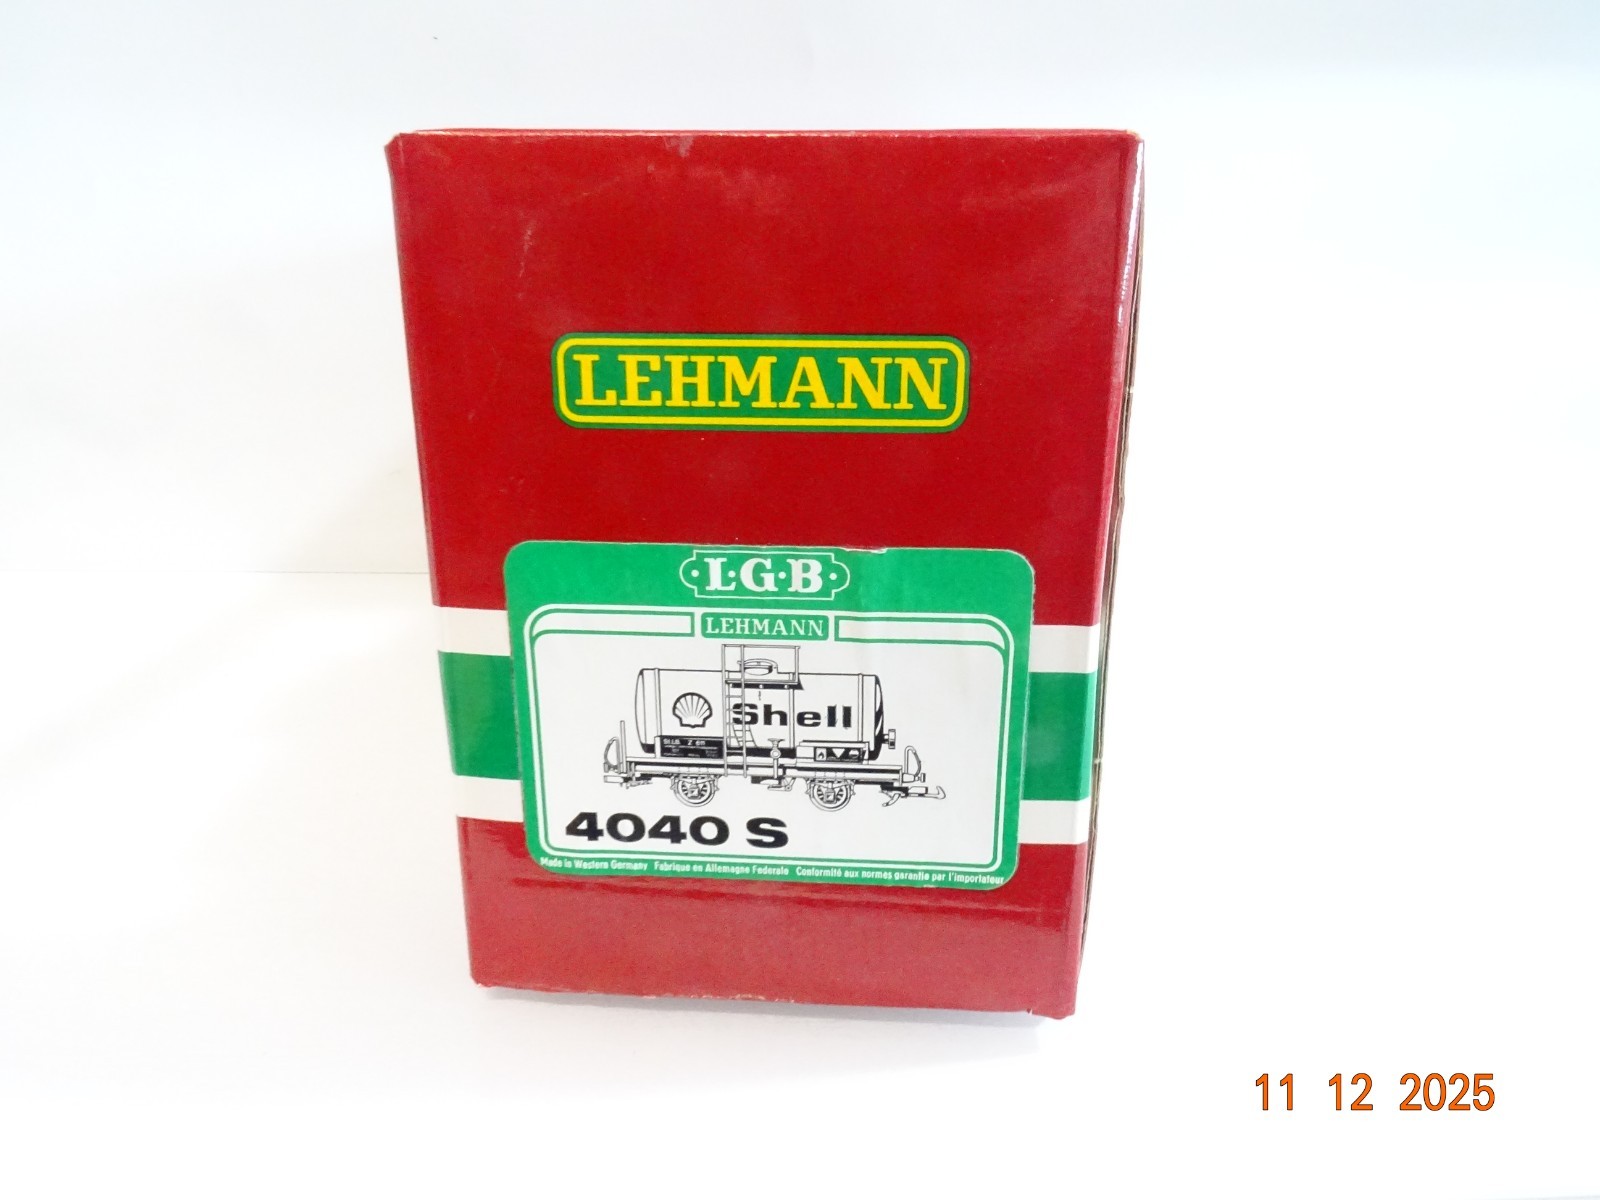 LEHMANN
L·G·B
LEHMANN
Shell
4040 S
Made in Western Germany Fabrique en Allemagne Federale Conformité aux normes garantie par l'importateur
11 12 2025